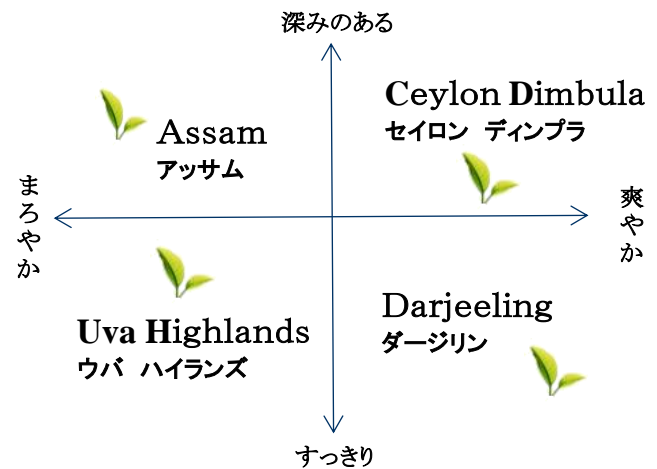 深みのある
Ceylon Dimbula
セイロン ディンプラ
Assam
アッサム
まろやか
爽やか
Uva Highlands
ウバ ハイランズ
Darjeeling
ダージリン
すっきり